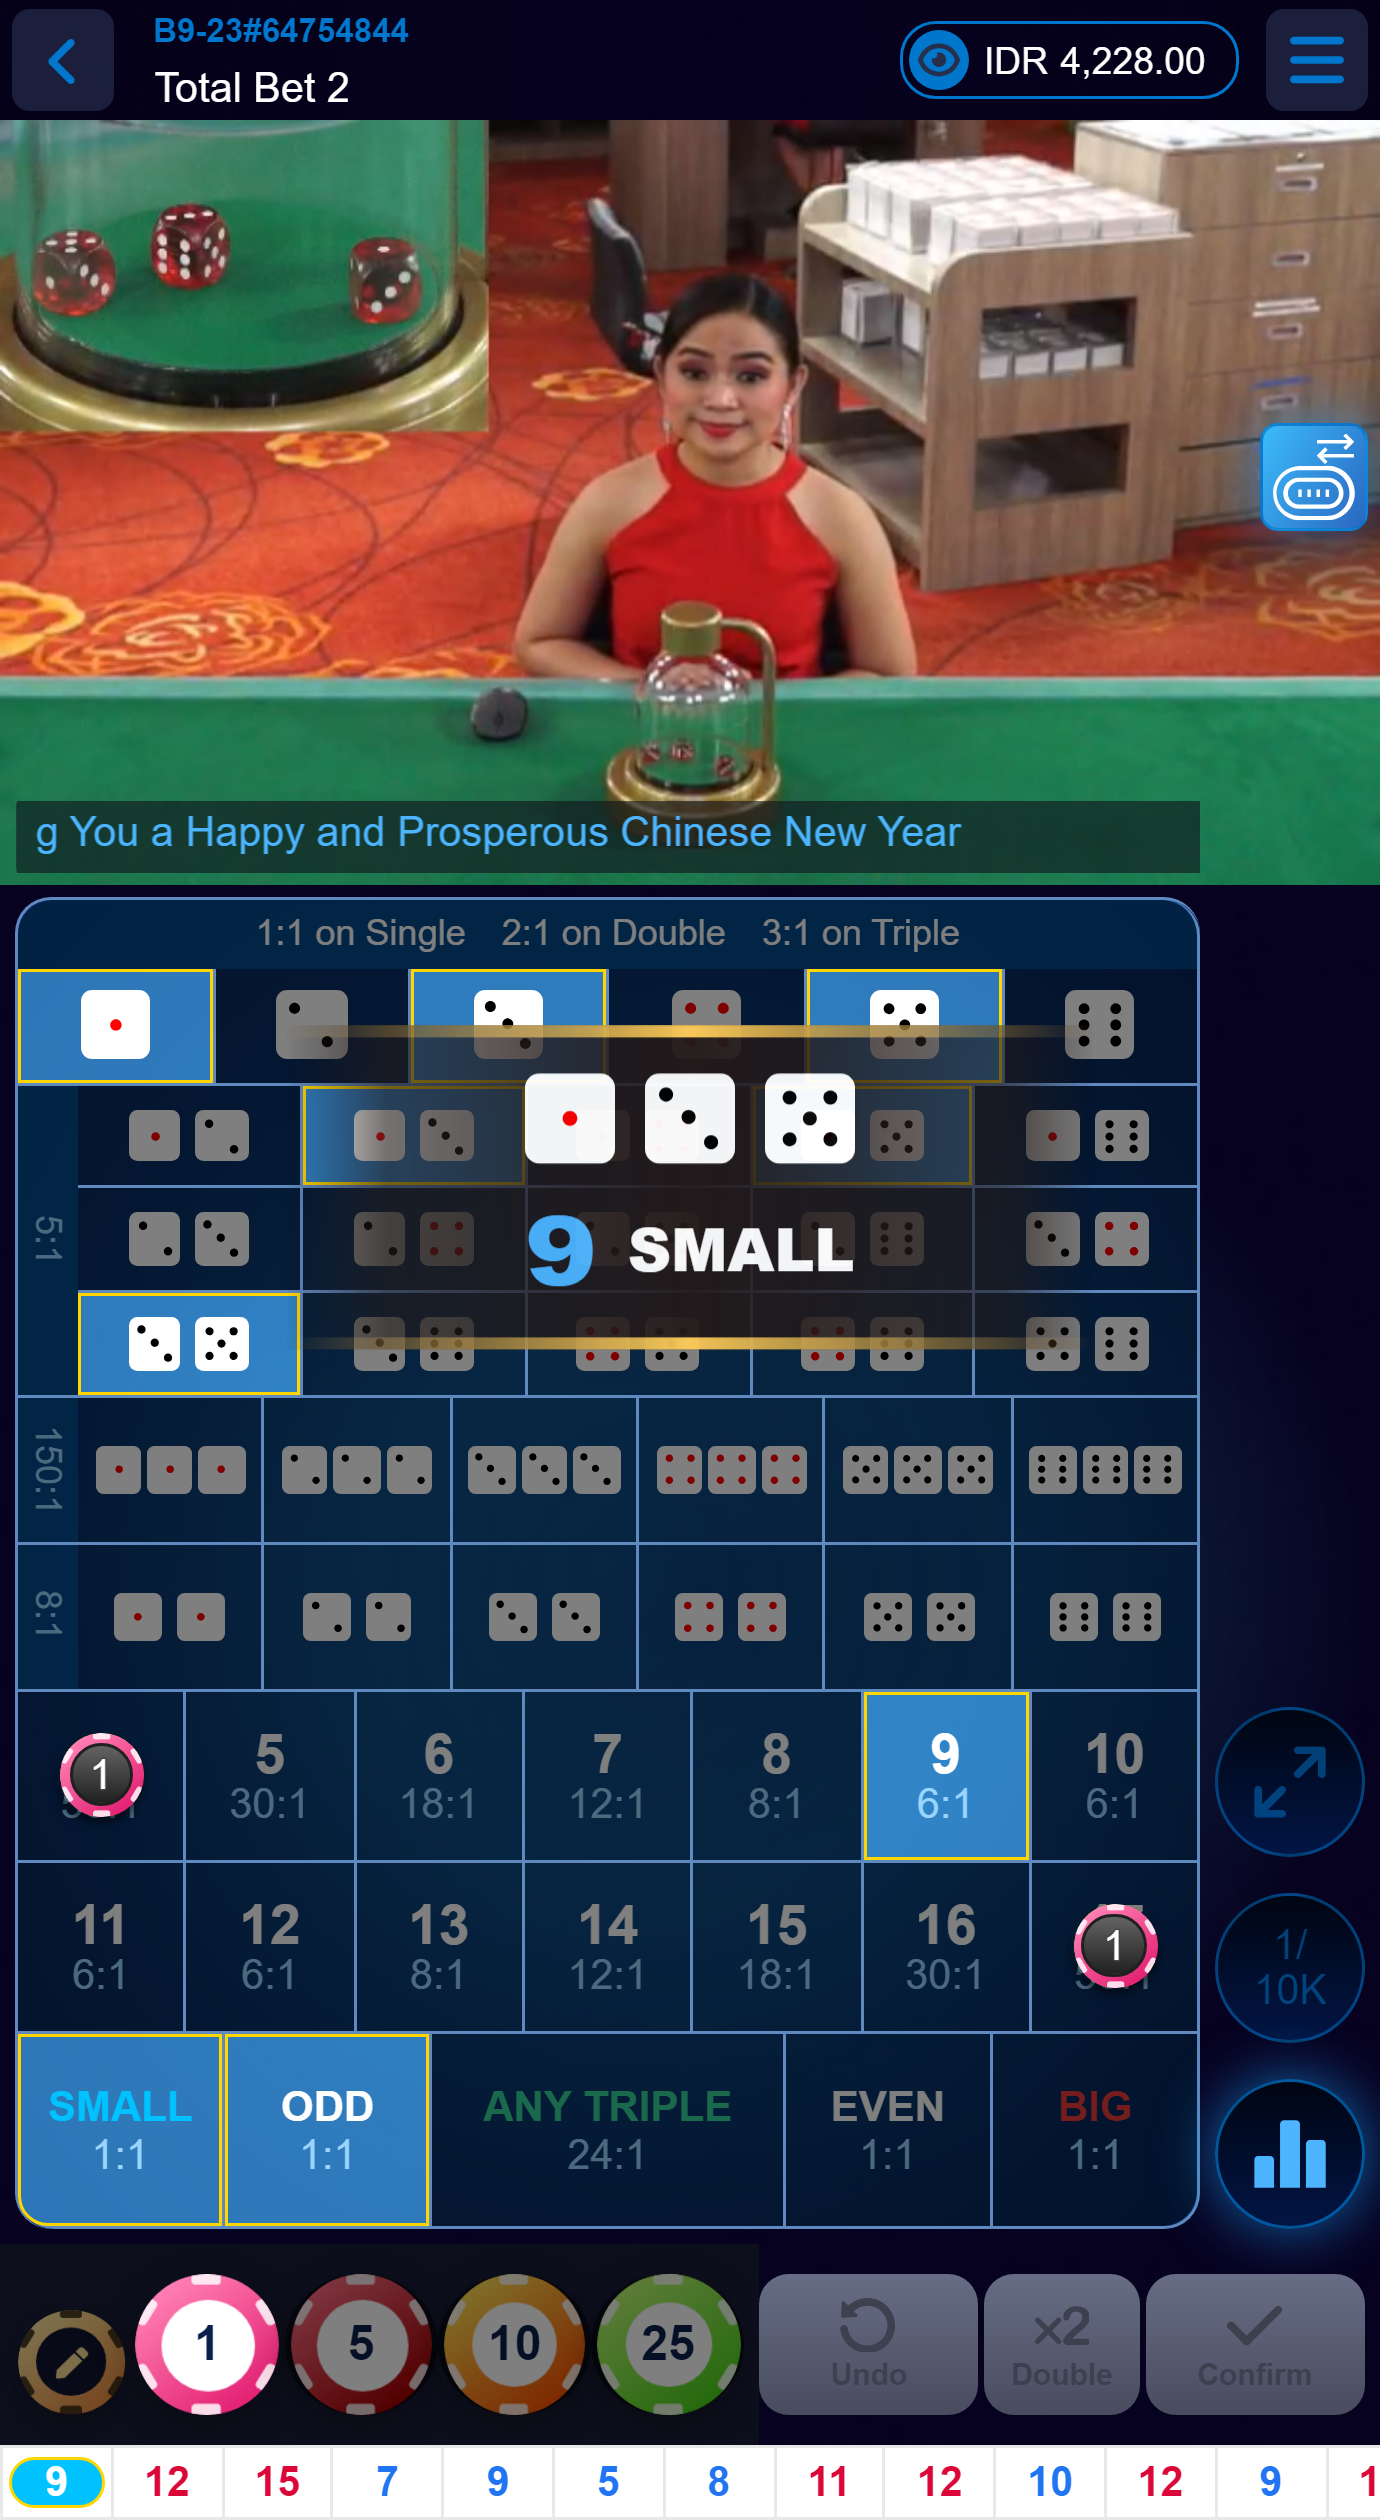 B9-23#64754844
Total Bet 2
IDR 4,228.00
g You a Happy and Prosperous Chinese New Year
1:1 on Single 2:1 on Double 3:1 on Triple
9 SMALL
5:1
150:1
8:1
1 5 6 7 8 9 10
30:1 18:1 12:1 8:1 6:1 6:1
11 12 13 14 15 16 1
6:1 6:1 8:1 12:1 18:1 30:1
1/
10K
SMALL ODD ANY TRIPLE EVEN BIG
1:1 1:1 24:1 1:1 1:1
1 5 10 25
x2
Undo Double Confirm
9 12 15 7 9 5 8 11 12 10 12 9